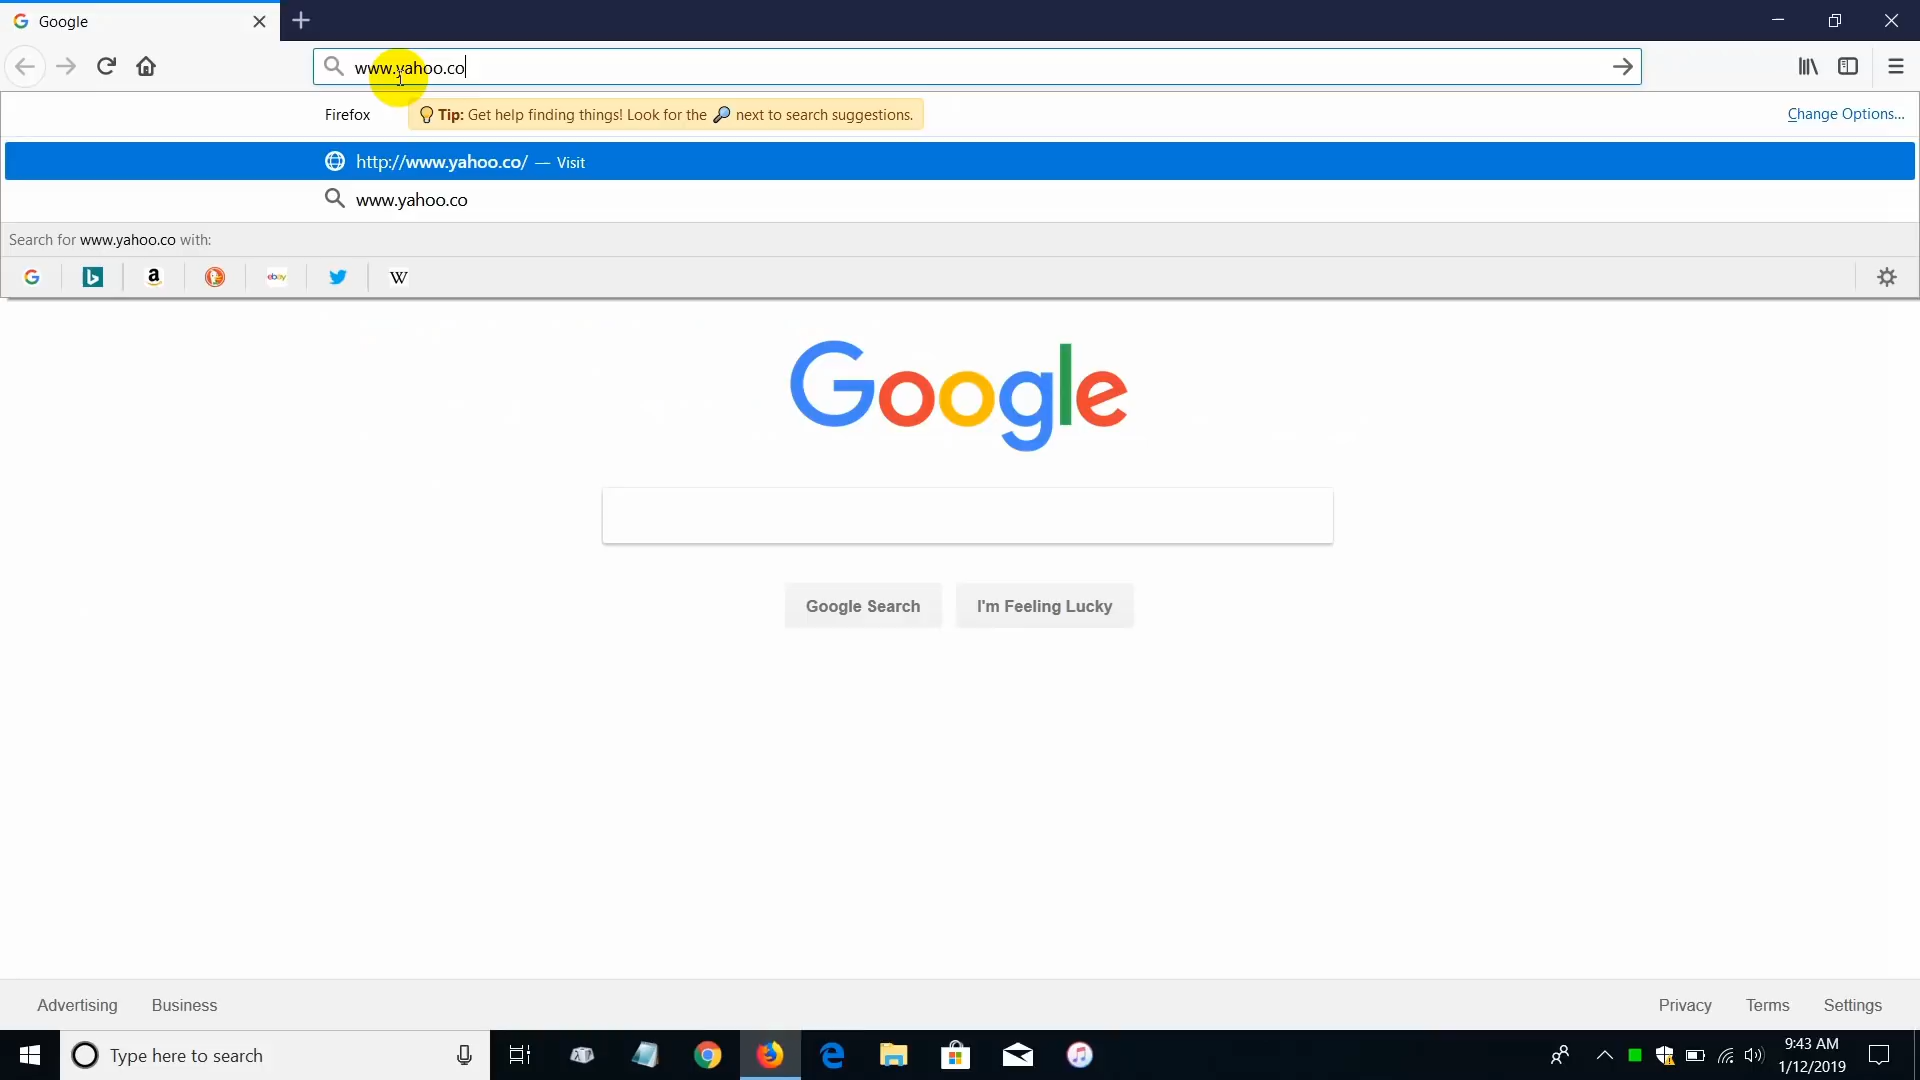 Google
www.yahoo.co
Firefox
Tip: Get help finding things! Look for the 🔎 next to search suggestions.
Change Options...
http://www.yahoo.co/ — Visit
www.yahoo.co
Search for www.yahoo.co with:
a
ebay
W
Google
Google Search
I'm Feeling Lucky
Advertising
Business
Privacy
Terms
Settings
Type here to search
9:43 AM
1/12/2019